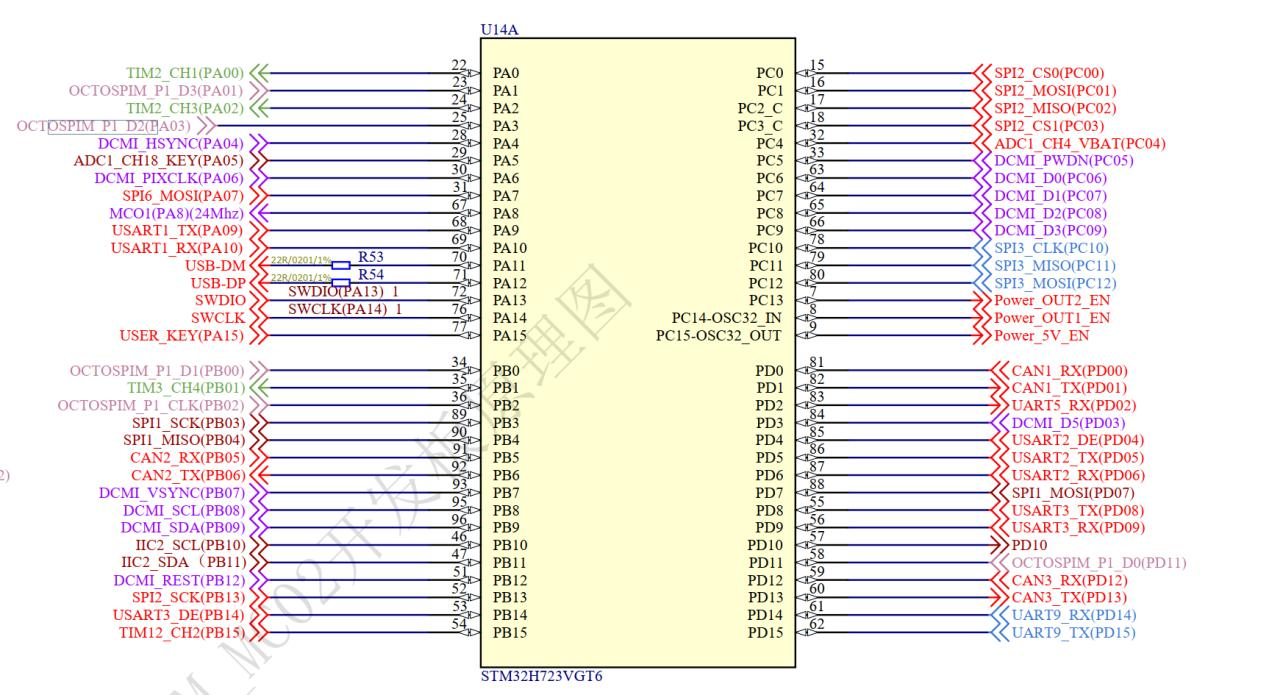 U14A
TIM2_CH1(PA00) 22 PA0 PC0 15 SPI2_CS0(PC00)
OCTOSPIM_P1_D3(PA01) 23 PA1 PC1 16 SPI2_MOSI(PC01)
TIM2_CH3(PA02) 24 PA2 PC2_C 17 SPI2_MISO(PC02)
OCTOSPIM_P1_D2(PA03) 25 PA3 PC3_C 18 SPI2_CS1(PC03)
DCMI_HSYNC(PA04) 28 PA4 PC4 32 ADC1_CH4_VBAT(PC04)
ADC1_CH18_KEY(PA05) 29 PA5 PC5 33 DCMI_PWDN(PC05)
DCMI_PIXCLK(PA06) 30 PA6 PC6 63 DCMI_D0(PC06)
SPI6_MOSI(PA07) 31 PA7 PC7 64 DCMI_D1(PC07)
MCO1(PA8)(24Mhz) 67 PA8 PC8 65 DCMI_D2(PC08)
USART1_TX(PA09) 68 PA9 PC9 66 DCMI_D3(PC09)
USART1_RX(PA10) 69 PA10 PC10 78 SPI3_CLK(PC10)
USB-DM 22R/0201/1% R53 70 PA11 PC11 79 SPI3_MISO(PC11)
USB-DP 22R/0201/1% R54 71 PA12 PC12 80 SPI3_MOSI(PC12)
SWDIO SWDIO(PA13) 1 72 PA13 PC13 7 Power_OUT2_EN
SWCLK SWCLK(PA14) 1 76 PA14 PC14-OSC32_IN 8 Power_OUT1_EN
USER_KEY(PA15) 77 PA15 PC15-OSC32_OUT 9 Power_5V_EN
OCTOSPIM_P1_D1(PB00) 34 PB0 PD0 81 CAN1_RX(PD00)
TIM3_CH4(PB01) 35 PB1 PD1 82 CAN1_TX(PD01)
OCTOSPIM_P1_CLK(PB02) 36 PB2 PD2 83 UART5_RX(PD02)
SPI1_SCK(PB03) 89 PB3 PD3 84 DCMI_D5(PD03)
SPI1_MISO(PB04) 90 PB4 PD4 85 USART2_DE(PD04)
CAN2_RX(PB05) 91 PB5 PD5 86 USART2_TX(PD05)
2) CAN2_TX(PB06) 92 PB6 PD6 87 USART2_RX(PD06)
DCMI_VSYNC(PB07) 93 PB7 PD7 88 SPI1_MOSI(PD07)
DCMI_SCL(PB08) 95 PB8 PD8 55 USART3_TX(PD08)
DCMI_SDA(PB09) 96 PB9 PD9 56 USART3_RX(PD09)
IIC2_SCL(PB10) 46 PB10 PD10 57 PD10
IIC2_SDA（PB11) 47 PB11 PD11 58 OCTOSPIM_P1_D0(PD11)
DCMI_REST(PB12) 51 PB12 PD12 59 CAN3_RX(PD12)
SPI2_SCK(PB13) 52 PB13 PD13 60 CAN3_TX(PD13)
USART3_DE(PB14) 53 PB14 PD14 61 UART9_RX(PD14)
TIM12_CH2(PB15) 54 PB15 PD15 62 UART9_TX(PD15)
STM32H723VGT6
M_MC02开发板原理图